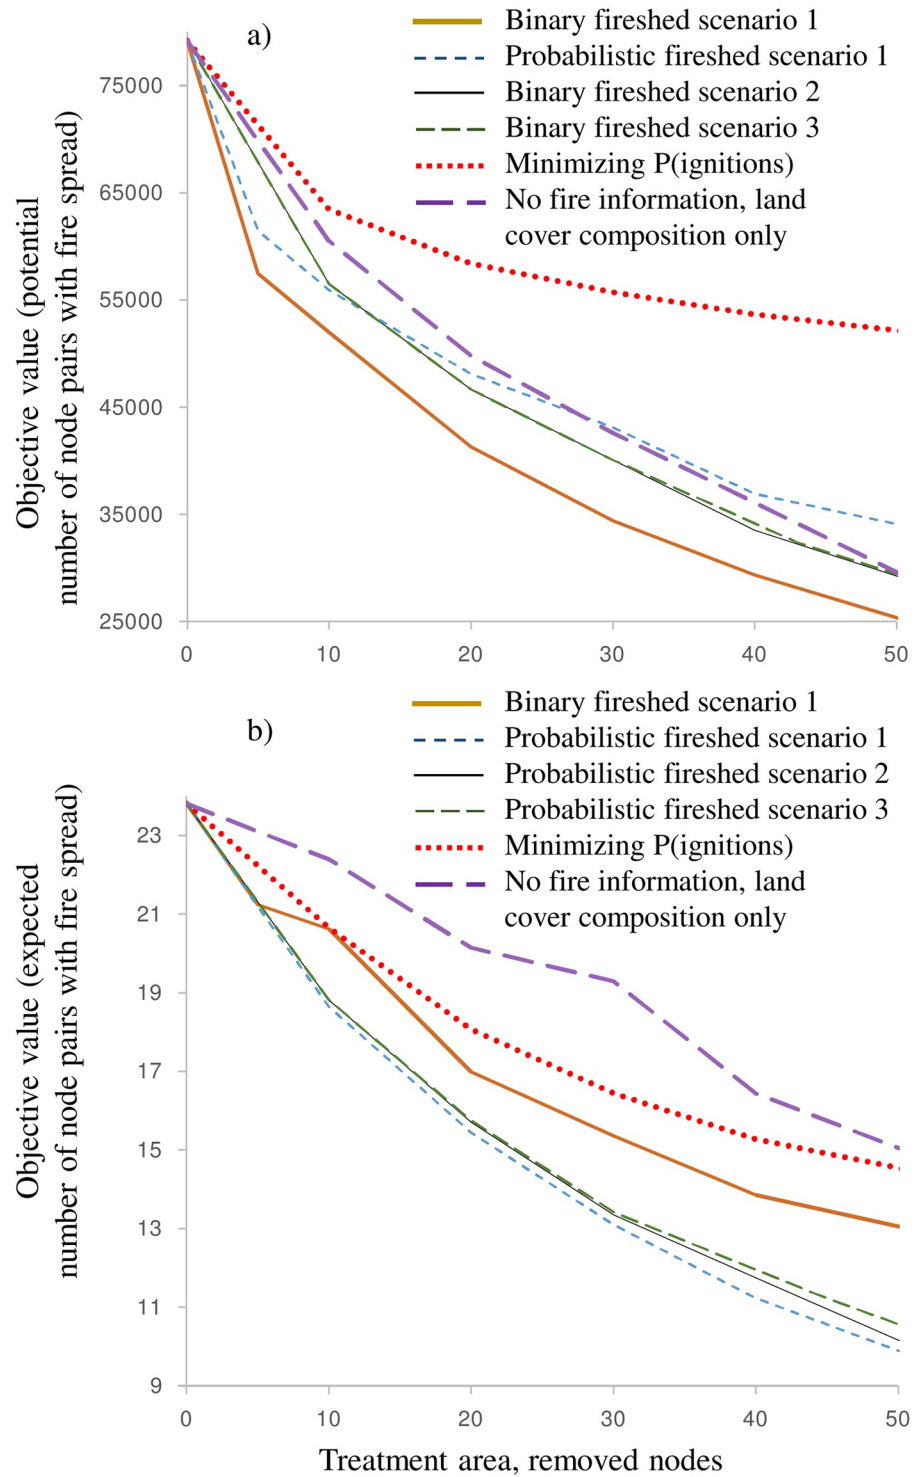 a)
Binary fireshed scenario 1
Probabilistic fireshed scenario 1
Binary fireshed scenario 2
Binary fireshed scenario 3
Minimizing P(ignitions)
No fire information, land
cover composition only
Objective value (potential
number of node pairs with fire spread)
75000
65000
55000
45000
35000
25000
0 10 20 30 40 50
b)
Binary fireshed scenario 1
Probabilistic fireshed scenario 1
Probabilistic fireshed scenario 2
Probabilistic fireshed scenario 3
Minimizing P(ignitions)
No fire information, land
cover composition only
Objective value (expected
number of node pairs with fire spread)
23
21
19
17
15
13
11
9
0 10 20 30 40 50
Treatment area, removed nodes